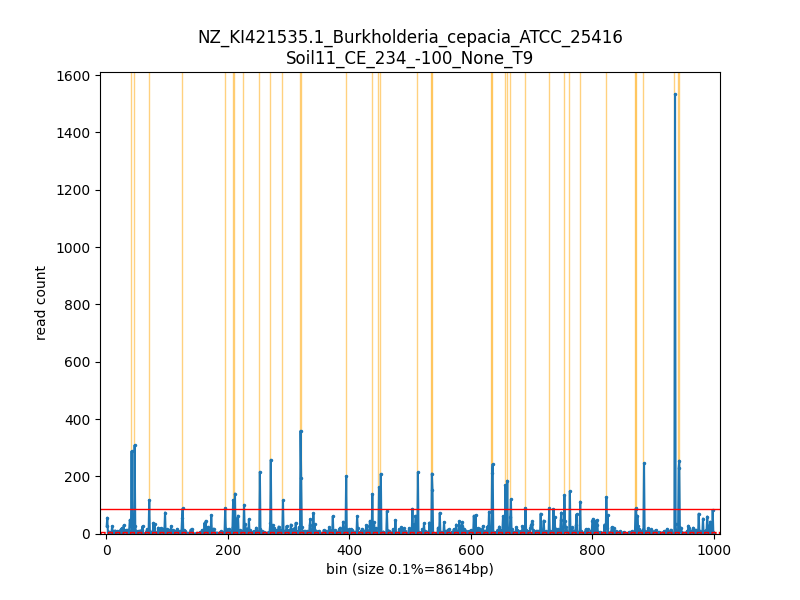 NZ_KI421535.1_Burkholderia_cepacia_ATCC_25416
Soil11_CE_234_-100_None_T9
1600
1400
1200
1000
800
600
400
200
0
read count
0 200 400 600 800 1000
bin (size 0.1%=8614bp)